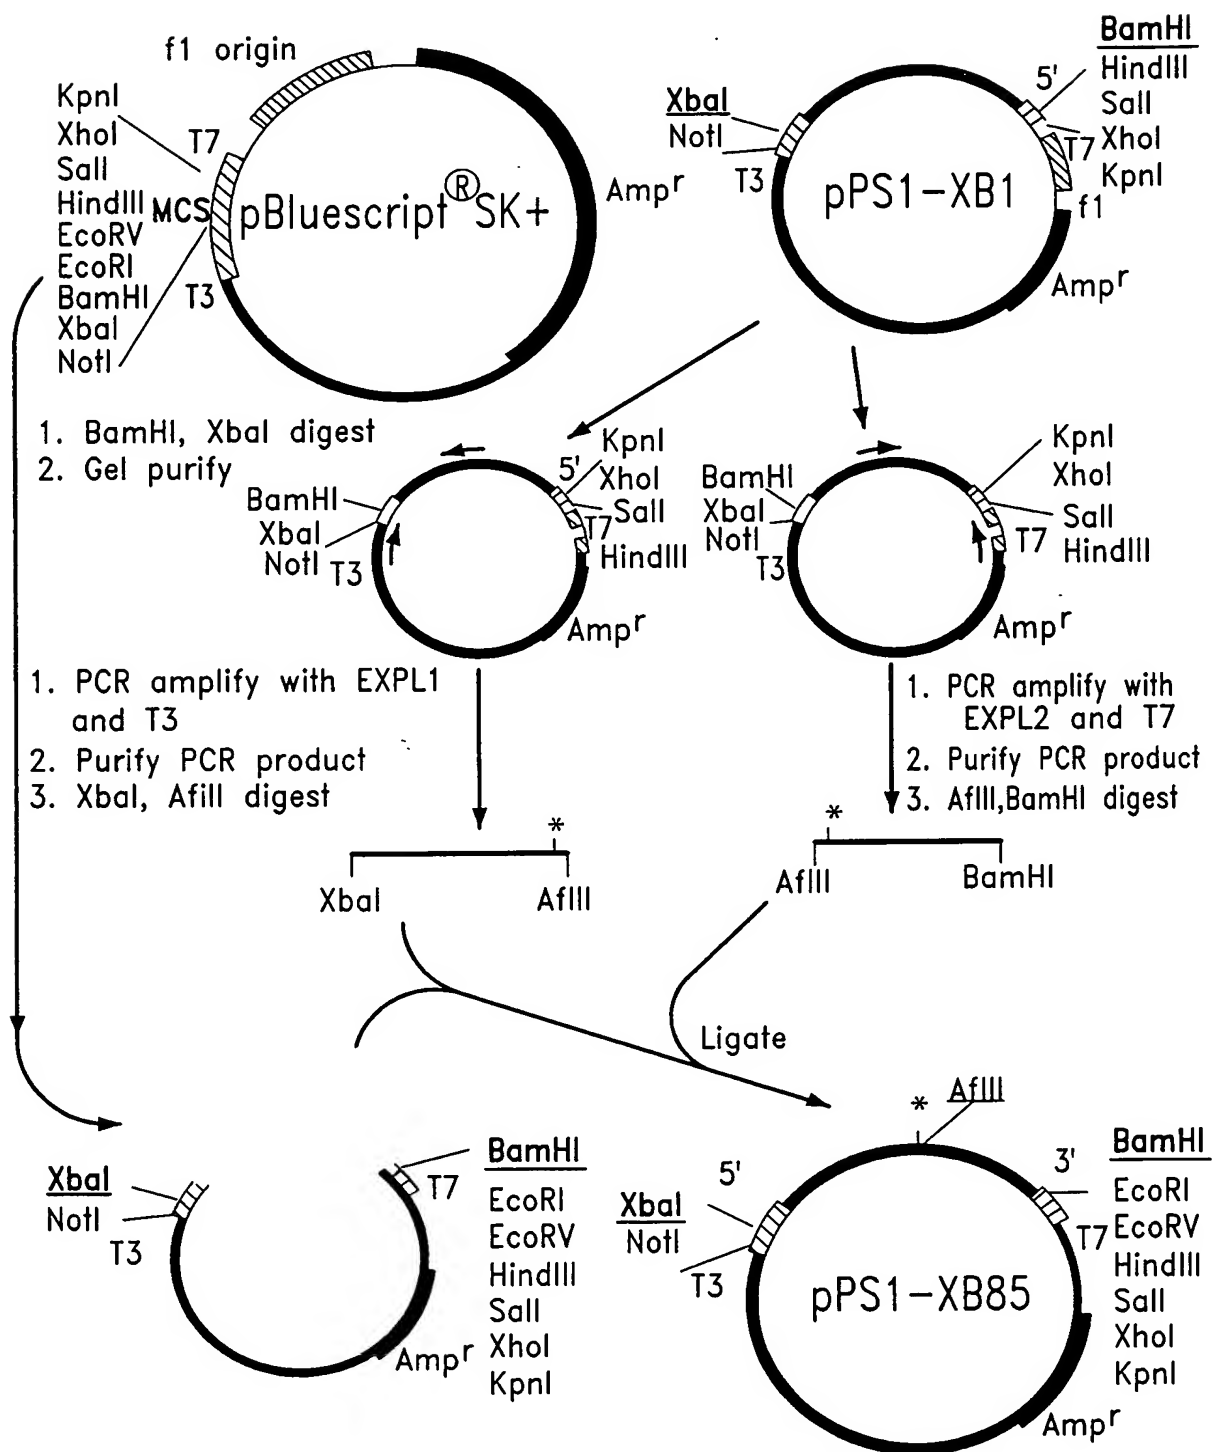 f1 origin
KpnI
XhoI
SalI
HindIII
EcoRV
EcoRI
BamHI
XbaI
NotI
T7
MCS
T3
pBluescript®SK+
Ampr
XbaI
NotI
T3
pPS1-XB1
5'
BamHI
HindIII
SalI
XhoI
KpnI
T7
f1
Ampr
1. BamHI, XbaI digest
2. Gel purify
BamHI
XbaI
NotI
T3
5'
KpnI
XhoI
SalI
T7
HindIII
Ampr
BamHI
XbaI
NotI
T3
KpnI
XhoI
SalI
T7
HindIII
Ampr
1. PCR amplify with EXPL1
and T3
2. Purify PCR product
3. XbaI, AflII digest
1. PCR amplify with
EXPL2 and T7
2. Purify PCR product
3. AflII,BamHI digest
*
XbaI
AflII
*
AflII
BamHI
Ligate
XbaI
NotI
T3
T7
BamHI
EcoRI
EcoRV
HindIII
SalI
XhoI
KpnI
Ampr
*
AflII
5'
XbaI
NotI
T3
pPS1-XB85
3'
T7
BamHI
EcoRI
EcoRV
HindIII
SalI
XhoI
KpnI
Ampr